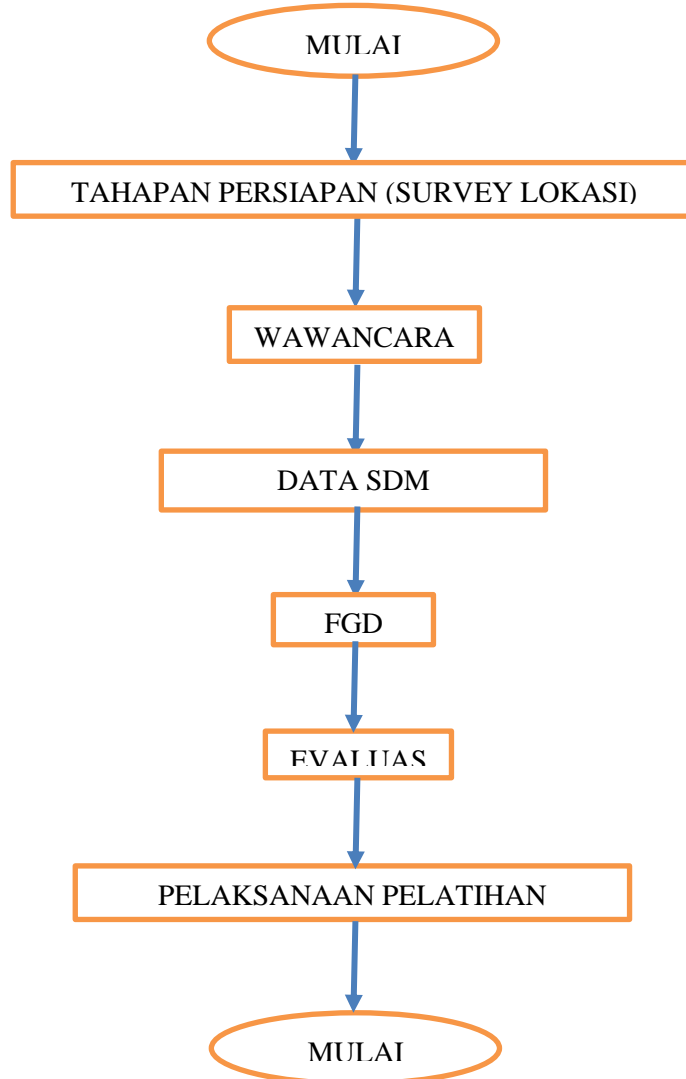 MULAI
TAHAPAN PERSIAPAN (SURVEY LOKASI)
WAWANCARA
DATA SDM
FGD
EVALUAS
PELAKSANAAN PELATIHAN
MULAI